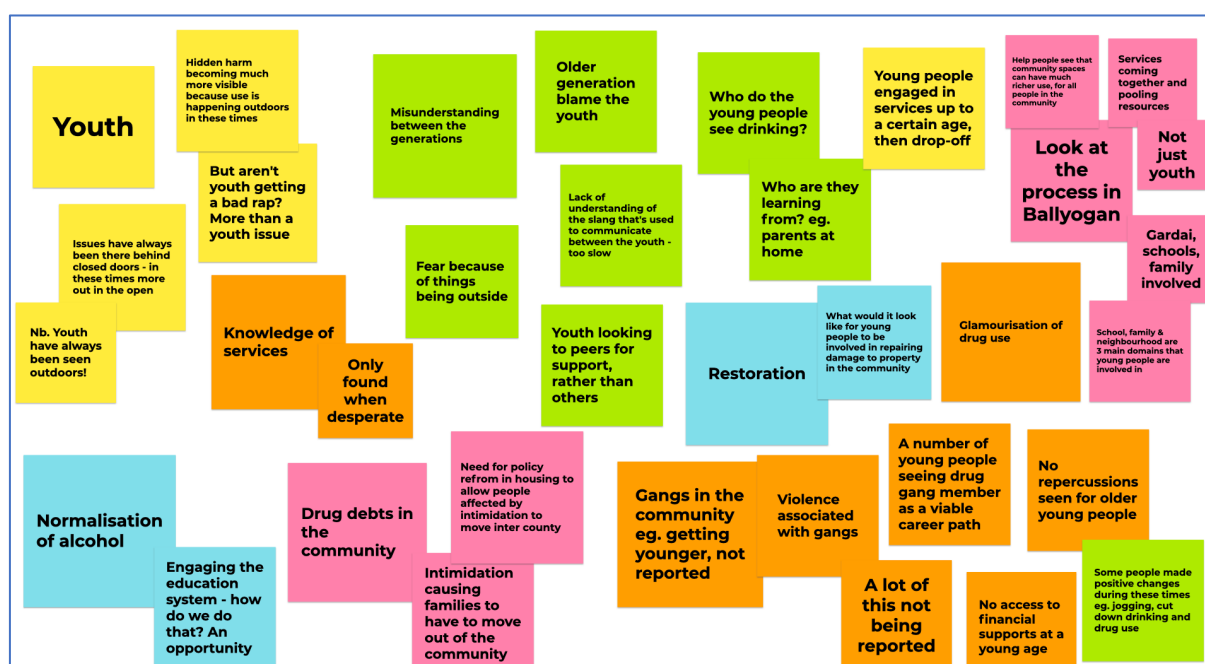 Youth
Hidden harm
becoming much
more visible
because use is
happening outdoors
in these times
But aren't
youth getting
a bad rap?
More than a
youth issue
Issues have always
been there behind
closed doors - in
these times more
out in the open
Nb. Youth
have always
been seen
outdoors!
Knowledge of
services
Only
found
when
desperate
Misunderstanding
between the
generations
Older
generation
blame the
youth
Lack of
understanding of
the slang that's used
to communicate
between the youth -
too slow
Fear because
of things
being outside
Youth looking
to peers for
support,
rather than
others
Who do the
young people
see drinking?
Who are they
learning
from? eg.
parents at
home
Young people
engaged in
services up to
a certain age,
then drop-off
Help people see that
community spaces
can have much
richer use, for all
people in the
community
Services
coming
together and
pooling
resources
Look at
the
process in
Ballyogan
Not
just
youth
Gardai,
schools,
family
involved
School, family &
neighbourhood are
3 main domains that
young people are
involved in
Restoration
What would it look
like for young
people to be
involved in repairing
damage to property
in the community
Glamourisation of
drug use
Normalisation
of alcohol
Engaging the
education
system - how
do we do
that? An
opportunity
Drug debts in
the
community
Need for policy
refrom in housing to
allow people
affected by
intimidation to
move inter county
Intimidation
causing
families to
have to move
out of the
community
Gangs in the
community
eg. getting
younger, not
reported
Violence
associated
with gangs
A number of
young people
seeing drug
gang member
as a viable
career path
A lot of
this not
being
reported
No
repercussions
seen for older
young people
No access to
financial
supports at a
young age
Some people made
positive changes
during these times
eg. jogging, cut
down drinking and
drug use